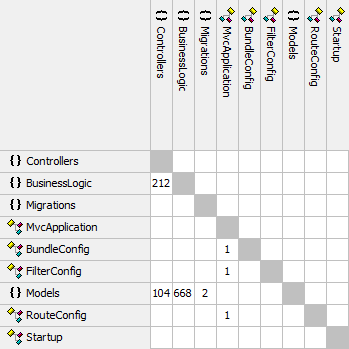 {} Controllers
{} BusinessLogic
{} Migrations
MvcApplication
BundleConfig
FilterConfig
{} Models
RouteConfig
Startup
{} Controllers
{} BusinessLogic 212
{} Migrations
MvcApplication
BundleConfig 1
FilterConfig 1
{} Models 104 668 2
RouteConfig 1
Startup